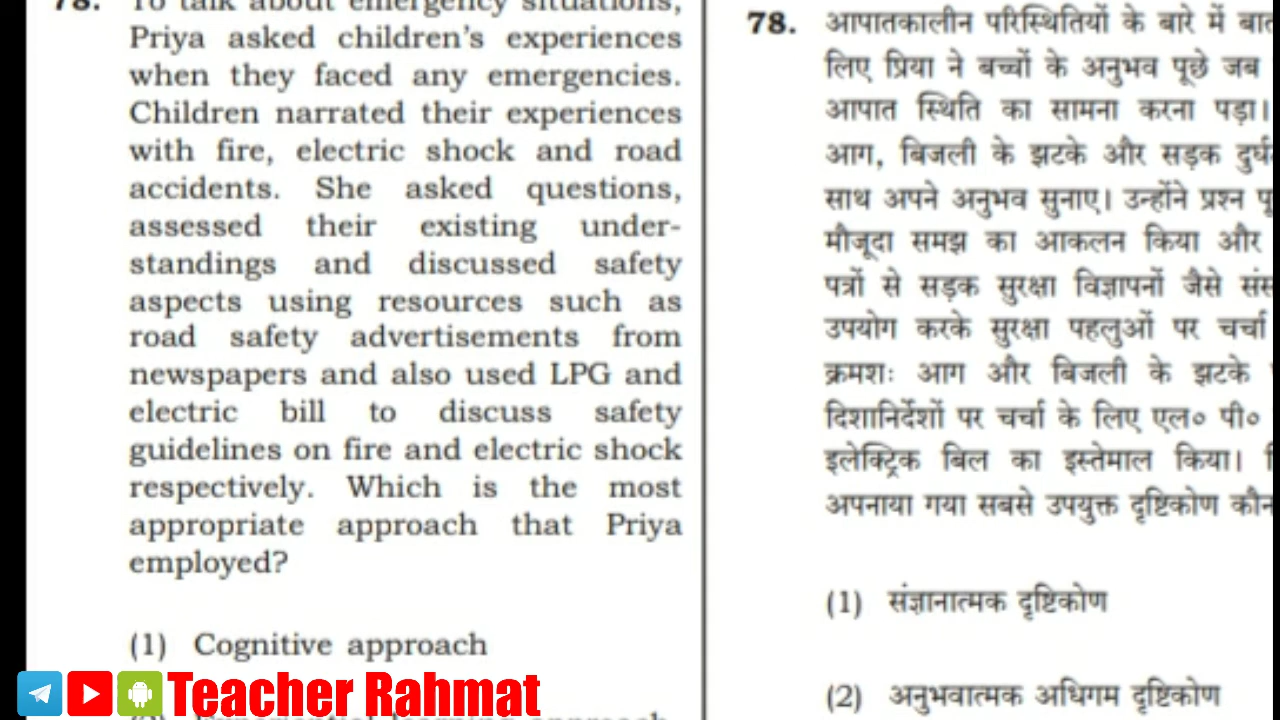 78. To talk about emergency situations,
Priya asked children's experiences
when they faced any emergencies.
Children narrated their experiences
with fire, electric shock and road
accidents. She asked questions,
assessed their existing under-
standings and discussed safety
aspects using resources such as
road safety advertisements from
newspapers and also used LPG and
electric bill to discuss safety
guidelines on fire and electric shock
respectively. Which is the most
appropriate approach that Priya
employed?
(1) Cognitive approach
(2) Experiential learning approach
78. आपातकालीन परिस्थितियों के बारे में
लिए प्रिया ने बच्चों के अनुभव पूछे जब
आपात स्थिति का सामना करना पड़ा।
आग, बिजली के झटके और सड़क
साथ अपने अनुभव सुनाए। उन्होंने प्रश्न
मौजूदा समझ का आकलन किया और
पत्रों से सड़क सुरक्षा विज्ञापनों जैसे
उपयोग करके सुरक्षा पहलुओं पर चर्चा
क्रमशः आग और बिजली के झटके
दिशानिर्देशों पर चर्चा के लिए एल० पी०
इलेक्ट्रिक बिल का इस्तेमाल किया।
अपनाया गया सबसे उपयुक्त दृष्टिकोण
(1) संज्ञानात्मक दृष्टिकोण
(2) अनुभवात्मक अधिगम दृष्टिकोण
Teacher Rahmat